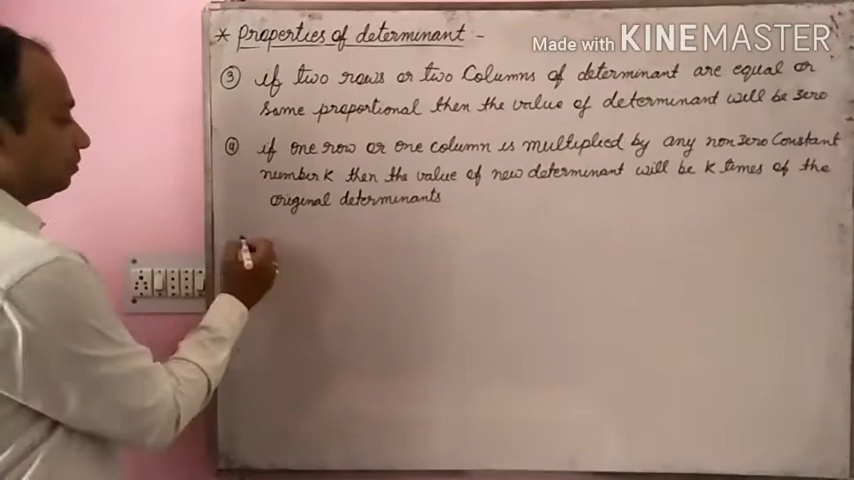 * Properties of determinant :-
Made with KINEMASTER
③ if two rows or two Columns of determinant are equal or
Same proportional then the value of determinant will be zero
④ if one row or one column is multiplied by any non zero Constant
number K then the value of new determinant will be K times of the
original determinants